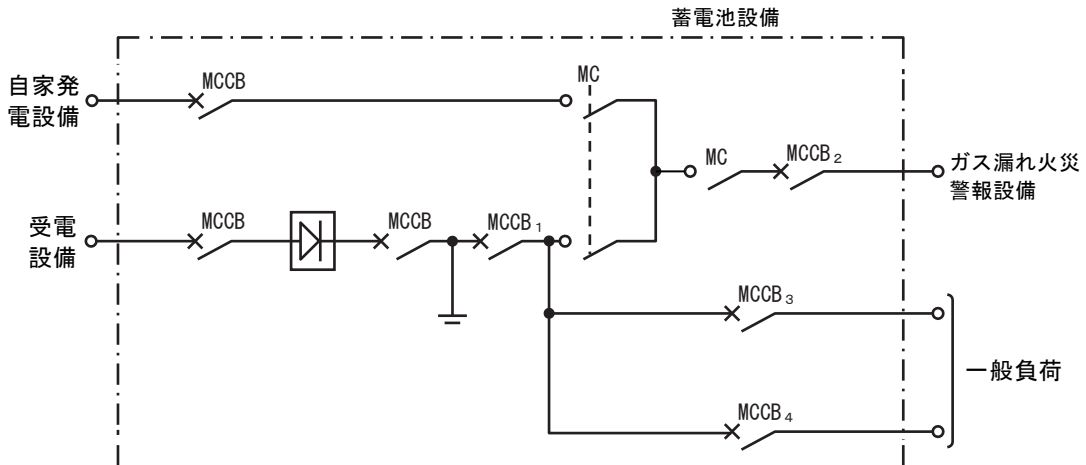 蓄電池設備
自家発
電設備
MCCB
MC
MC
MCCB₂
ガス漏れ火災
警報設備
受電
設備
MCCB
MCCB
MCCB₁
MCCB₃
一般負荷
MCCB₄